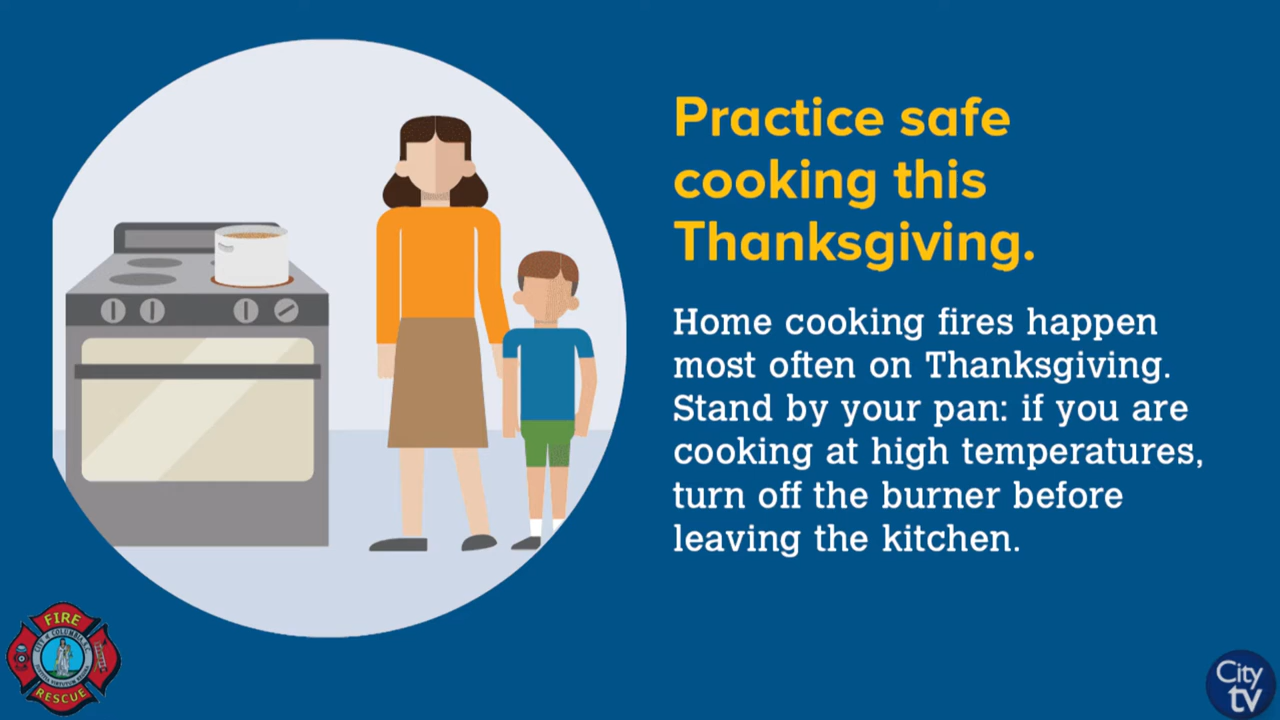 Practice safe
cooking this
Thanksgiving.
Home cooking fires happen
most often on Thanksgiving.
Stand by your pan: if you are
cooking at high temperatures,
turn off the burner before
leaving the kitchen.
FIRE
RESCUE
City
tv